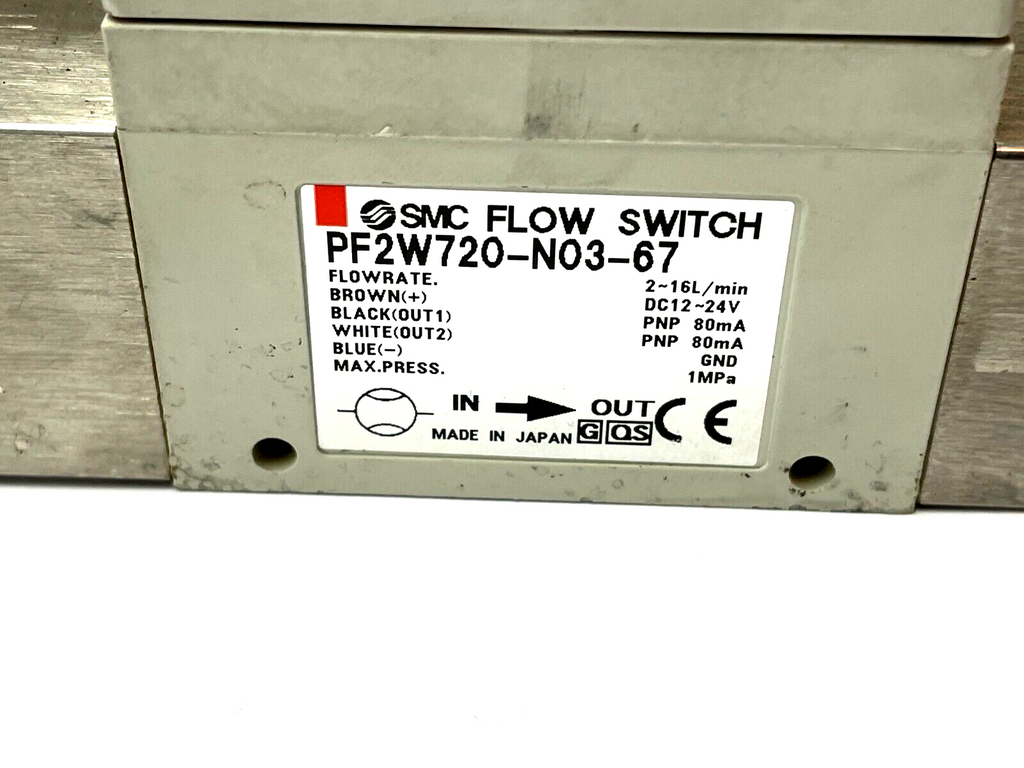 SMC FLOW SWITCH
PF2W720-N03-67
FLOWRATE. 2~16L/min
BROWN(+) DC12~24V
BLACK(OUT1) PNP 80mA
WHITE(OUT2) PNP 80mA
BLUE(-) GND
MAX.PRESS. 1MPa
IN OUT CE
MADE IN JAPAN G QS